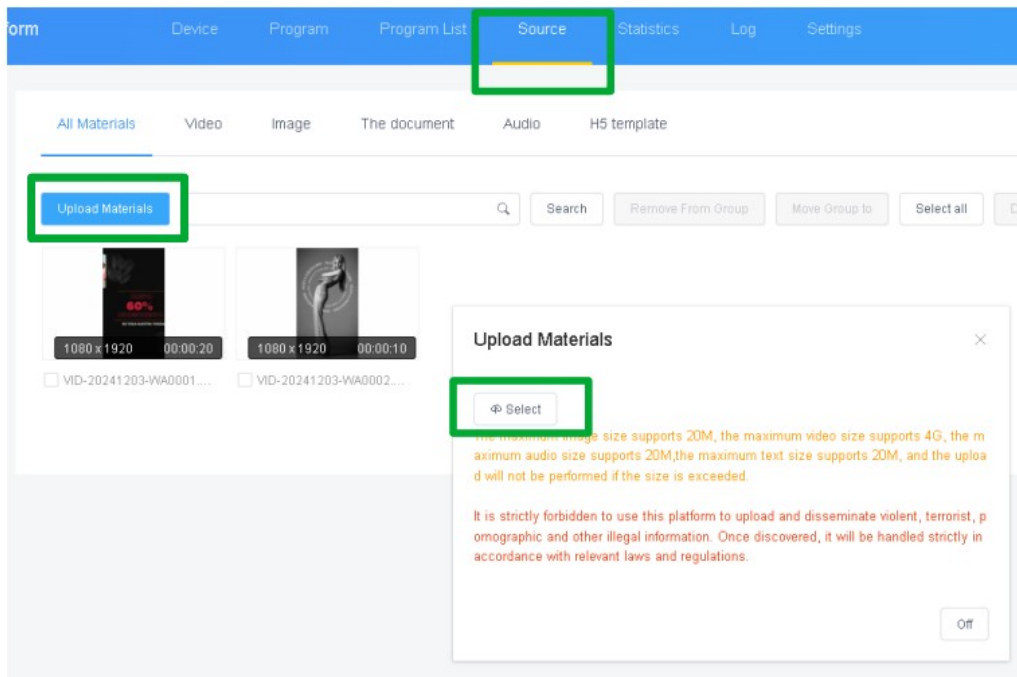 form
Device
Program
Program List
Source
Statistics
Log
Settings
All Materials
Video
Image
The document
Audio
H5 template
Upload Materials
Search
Remove From Group
Move Group to
Select all
D
60%
1080 x 1920 00:00:20
1080 x 1920 00:00:10
VID-20241203-WA0001....
VID-20241203-WA0002....
Upload Materials
Select
The maximum image size supports 20M, the maximum video size supports 4G, the m
aximum audio size supports 20M,the maximum text size supports 20M, and the uploa
d will not be performed if the size is exceeded.
It is strictly forbidden to use this platform to upload and disseminate violent, terrorist, p
ornographic and other illegal information. Once discovered, it will be handled strictly in
accordance with relevant laws and regulations.
Off